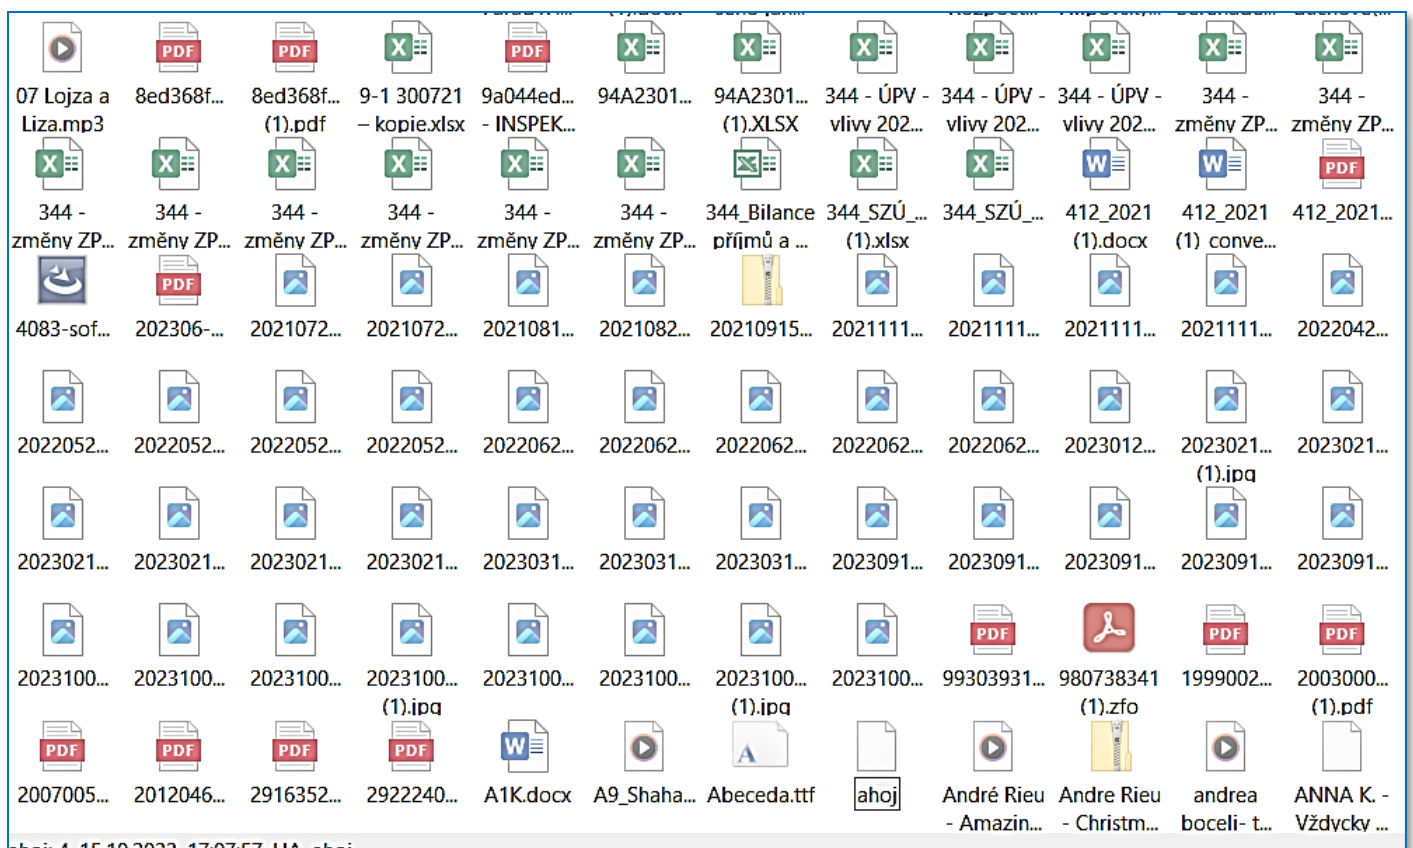 07 Lojza a 8ed368f... 8ed368f... 9-1 300721 9a044ed... 94A2301... 94A2301... 344 - ÚPV - 344 - ÚPV - 344 - ÚPV - 344 - 344 -
Liza.mp3 (1).pdf – kopie.xlsx - INSPEK... (1).XLSX vlivy 202... vlivy 202... vlivy 202... změny ZP... změny ZP...
344 - 344 - 344 - 344 - 344 - 344 - 344_Bilance 344_SZÚ_... 344_SZÚ_... 412_2021 412_2021 412_2021...
změny ZP... změny ZP... změny ZP... změny ZP... změny ZP... změny ZP... příjmů a ... (1).xlsx (1).docx (1) conve...
4083-sof... 202306-... 2021072... 2021072... 2021081... 2021082... 20210915... 2021111... 2021111... 2021111... 2021111... 2022042...
2022052... 2022052... 2022052... 2022052... 2022062... 2022062... 2022062... 2022062... 2022062... 2023012... 2023021... 2023021...
(1).jpg
2023021... 2023021... 2023021... 2023021... 2023031... 2023031... 2023031... 2023091... 2023091... 2023091... 2023091... 2023091...
2023100... 2023100... 2023100... 2023100... 2023100... 2023100... 2023100... 2023100... 99303931... 980738341 1999002... 2003000...
(1).jpg (1).jpg (1).zfo (1).pdf
2007005... 2012046... 2916352... 2922240... A1K.docx A9_Shaha... Abeceda.ttf ahoj André Rieu Andre Rieu andrea ANNA K. -
- Amazin... - Christm... boceli- t... Vždycky ...